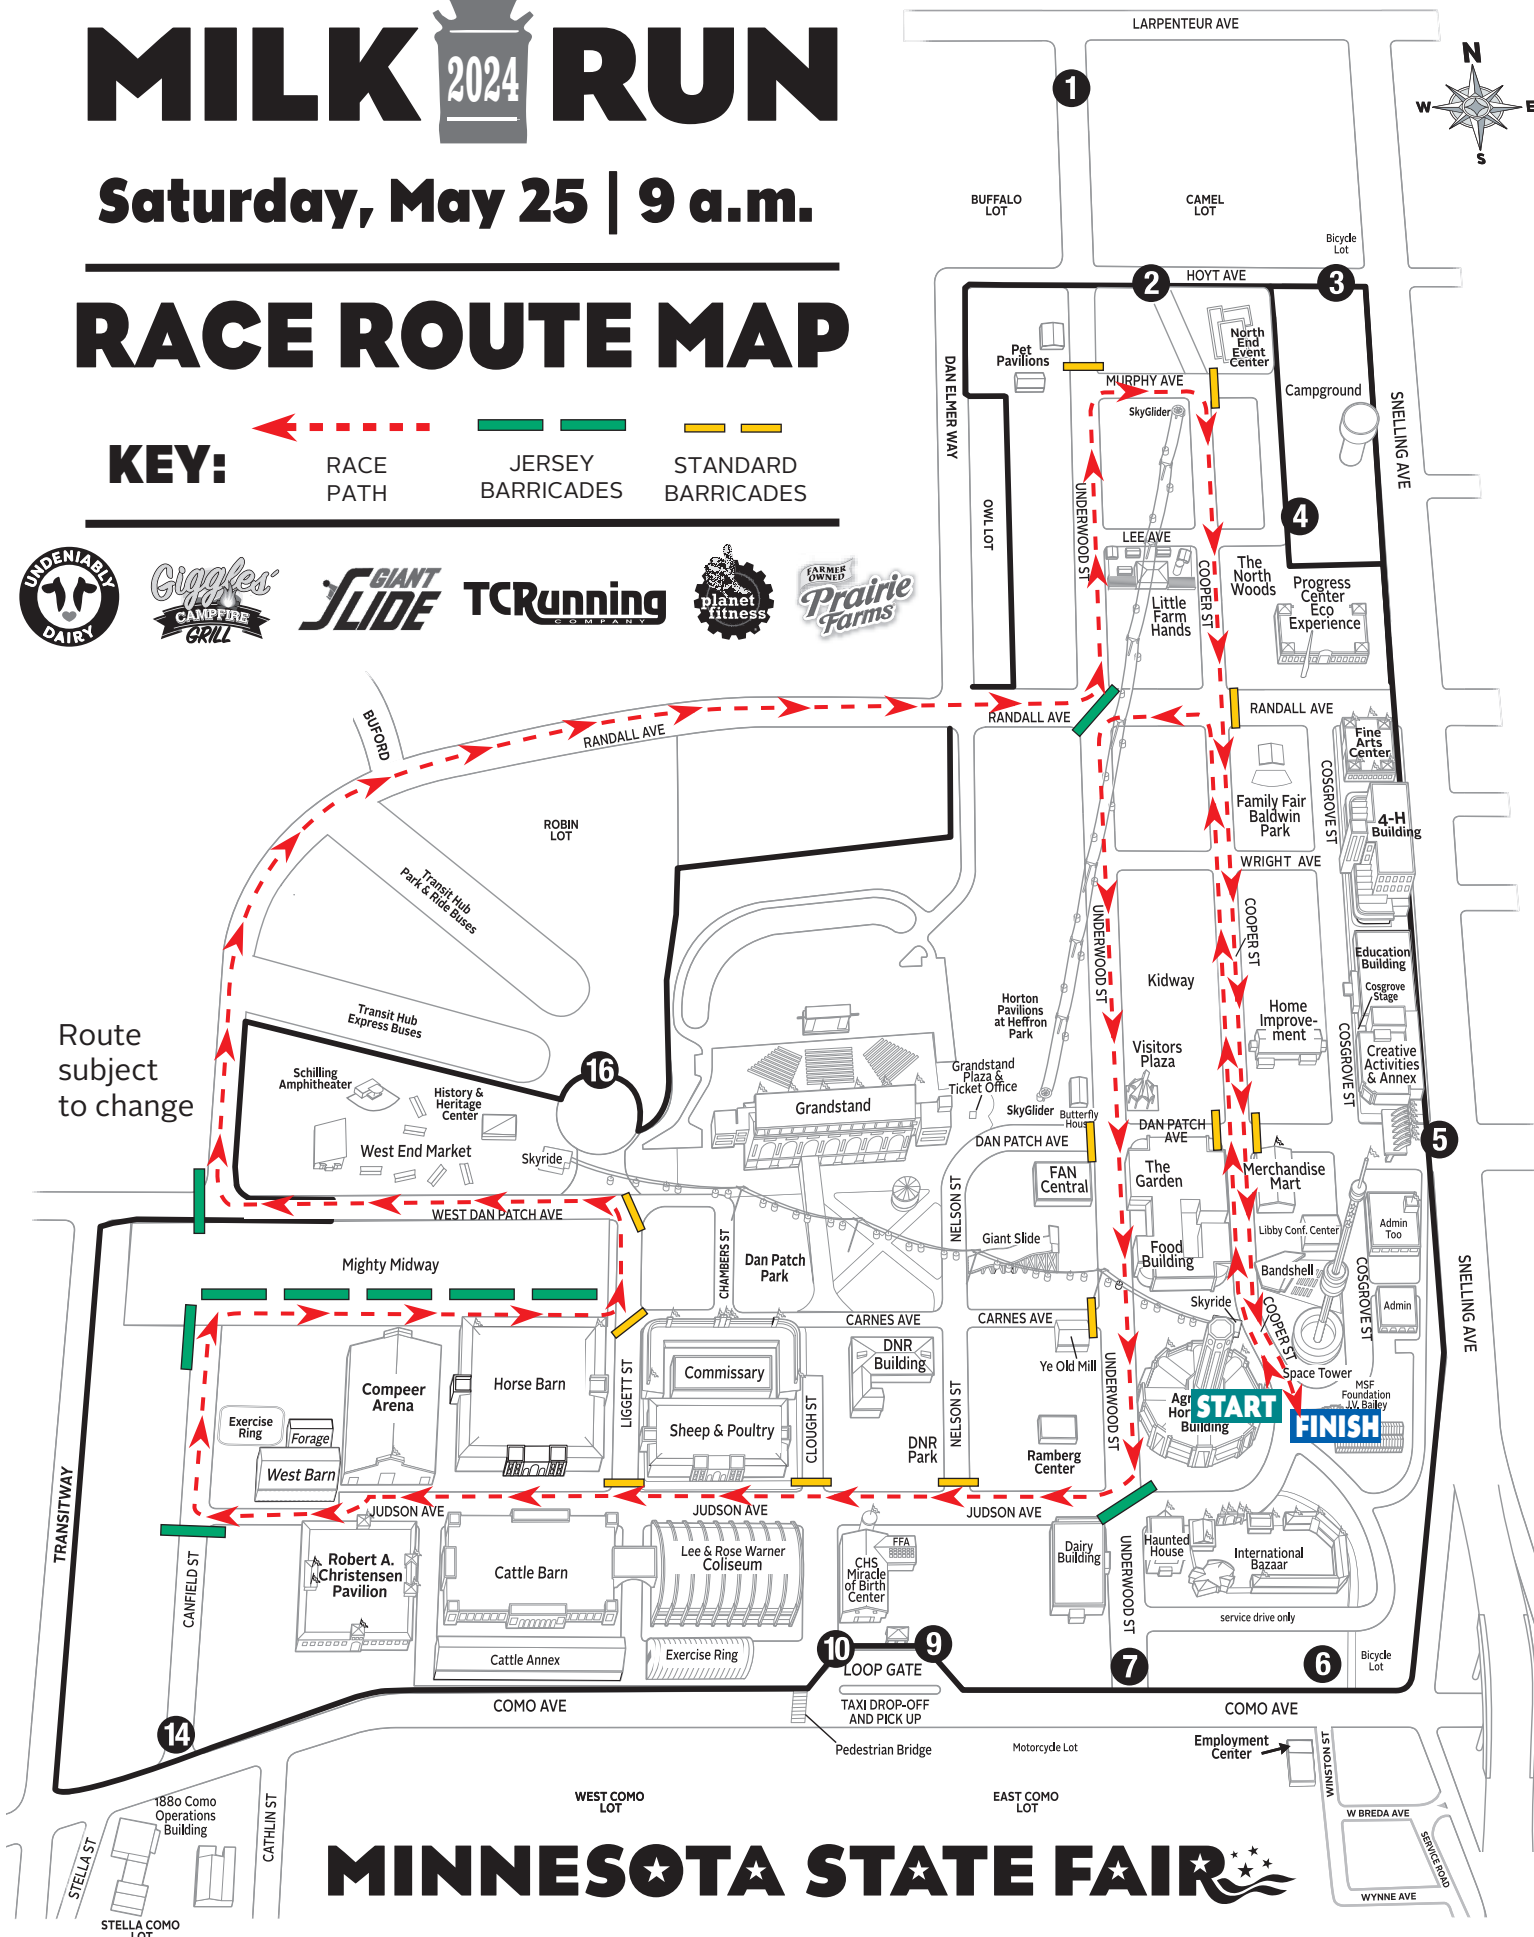 MILK 2024 RUN
Saturday, May 25 | 9 a.m.
RACE ROUTE MAP
KEY:
RACE
PATH
JERSEY
BARRICADES
STANDARD
BARRICADES
UNDENIABLY
DAIRY
Giggles'
CAMPFIRE
GRILL
GIANT
SLIDE
TCRunning
COMPANY
planet
fitness
FARMER
OWNED
Prairie
Farms
Route
subject
to change
LARPENTEUR AVE
N
W
E
S
1
BUFFALO
LOT
CAMEL
LOT
Bicycle
Lot
HOYT AVE
2
3
Pet
Pavilions
North
End
Event
Center
DAN ELMER WAY
MURPHY AVE
SkyGlider
Campground
SNELLING AVE
OWL LOT
UNDERWOOD ST
4
LEE AVE
COOPER ST
The
North
Woods
Little
Farm
Hands
Progress
Center
Eco
Experience
BUFORD
RANDALL AVE
RANDALL AVE
RANDALL AVE
Fine
Arts
Center
COSGROVE ST
Family Fair
Baldwin
Park
4-H
Building
ROBIN
LOT
WRIGHT AVE
Transit Hub
Park & Ride Buses
UNDERWOOD ST
COOPER ST
Education
Building
Kidway
Cosgrove
Stage
Transit Hub
Express Buses
Horton
Pavilions
at Heffron
Park
Home
Improve-
ment
COSGROVE ST
Visitors
Plaza
Creative
Activities
& Annex
Schilling
Amphitheater
History &
Heritage
Center
16
Grandstand
Grandstand
Plaza &
Ticket Office
SkyGlider
Butterfly
House
West End Market
Skyride
DAN PATCH AVE
DAN PATCH
AVE
5
FAN
Central
The
Garden
Merchandise
Mart
WEST DAN PATCH AVE
NELSON ST
Libby Conf. Center
Admin
Too
CHAMBERS ST
Giant Slide
Food
Building
Mighty Midway
Dan Patch
Park
Bandshell
COSGROVE ST
SNELLING AVE
Skyride
Admin
CARNES AVE
CARNES AVE
COOPER ST
DNR
Building
Ye Old Mill
UNDERWOOD ST
Space Tower
Compeer
Arena
Horse Barn
LIGGETT ST
Commissary
MSF
Foundation
J.V. Bailey
START
FINISH
Building
Exercise
Ring
Forage
West Barn
Sheep & Poultry
CLOUGH ST
DNR
Park
NELSON ST
Ramberg
Center
JUDSON AVE
JUDSON AVE
JUDSON AVE
TRANSITWAY
CANFIELD ST
Robert A.
Christensen
Pavilion
Cattle Barn
Lee & Rose Warner
Coliseum
FFA
CHS
Miracle
of Birth
Center
Dairy
Building
UNDERWOOD ST
Haunted
House
International
Bazaar
service drive only
Cattle Annex
Exercise Ring
10
9
LOOP GATE
7
6
Bicycle
Lot
COMO AVE
TAXI DROP-OFF
AND PICK UP
COMO AVE
14
Pedestrian Bridge
Motorcycle Lot
Employment
Center
WINSTON ST
WEST COMO
LOT
EAST COMO
LOT
1880 Como
Operations
Building
CATHLIN ST
STELLA ST
W BREDA AVE
SERVICE ROAD
WYNNE AVE
MINNESOTA STATE FAIR
STELLA COMO
LOT